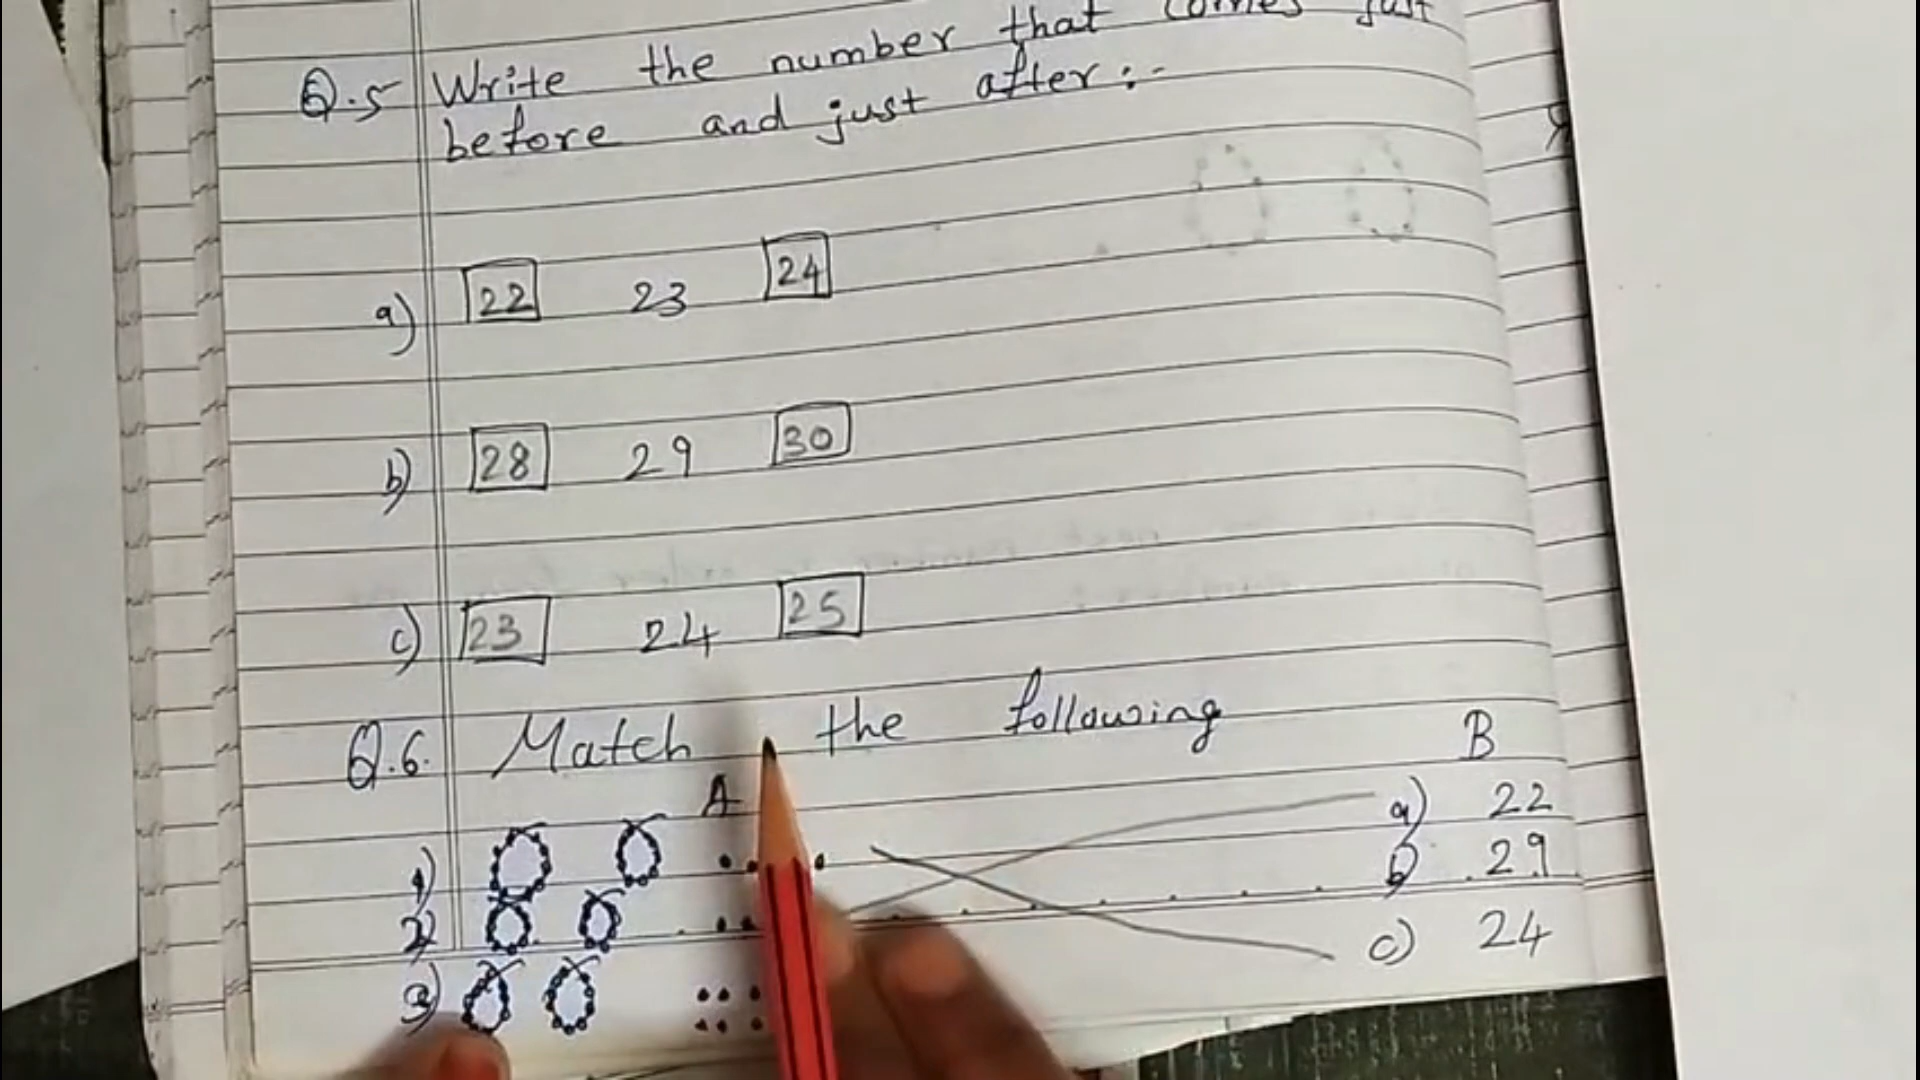 Q.5 Write the number that comes just
before and just after:-
a) 22 23 24
b) 28 29 30
c) 23 24 25
Q.6. Match the following
A B
1) a) 22
2) b) 29
3) c) 24